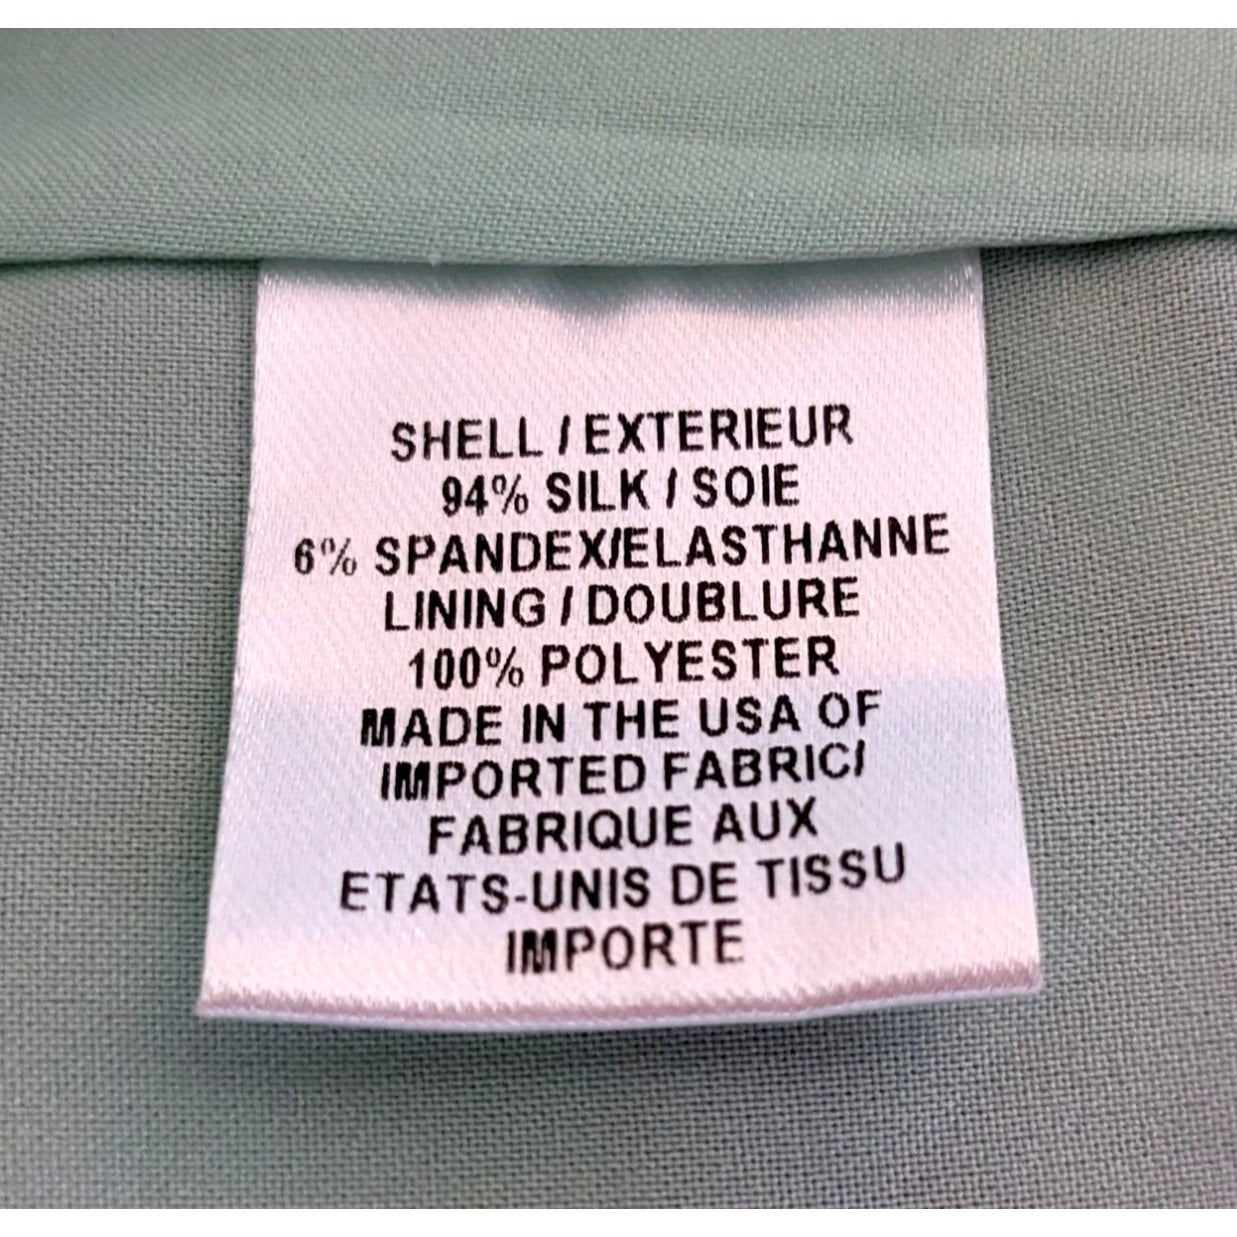 SHELL / EXTERIEUR
94% SILK / SOIE
6% SPANDEX/ELASTHANNE
LINING / DOUBLURE
100% POLYESTER
MADE IN THE USA OF
IMPORTED FABRIC/
FABRIQUE AUX
ETATS-UNIS DE TISSU
IMPORTE